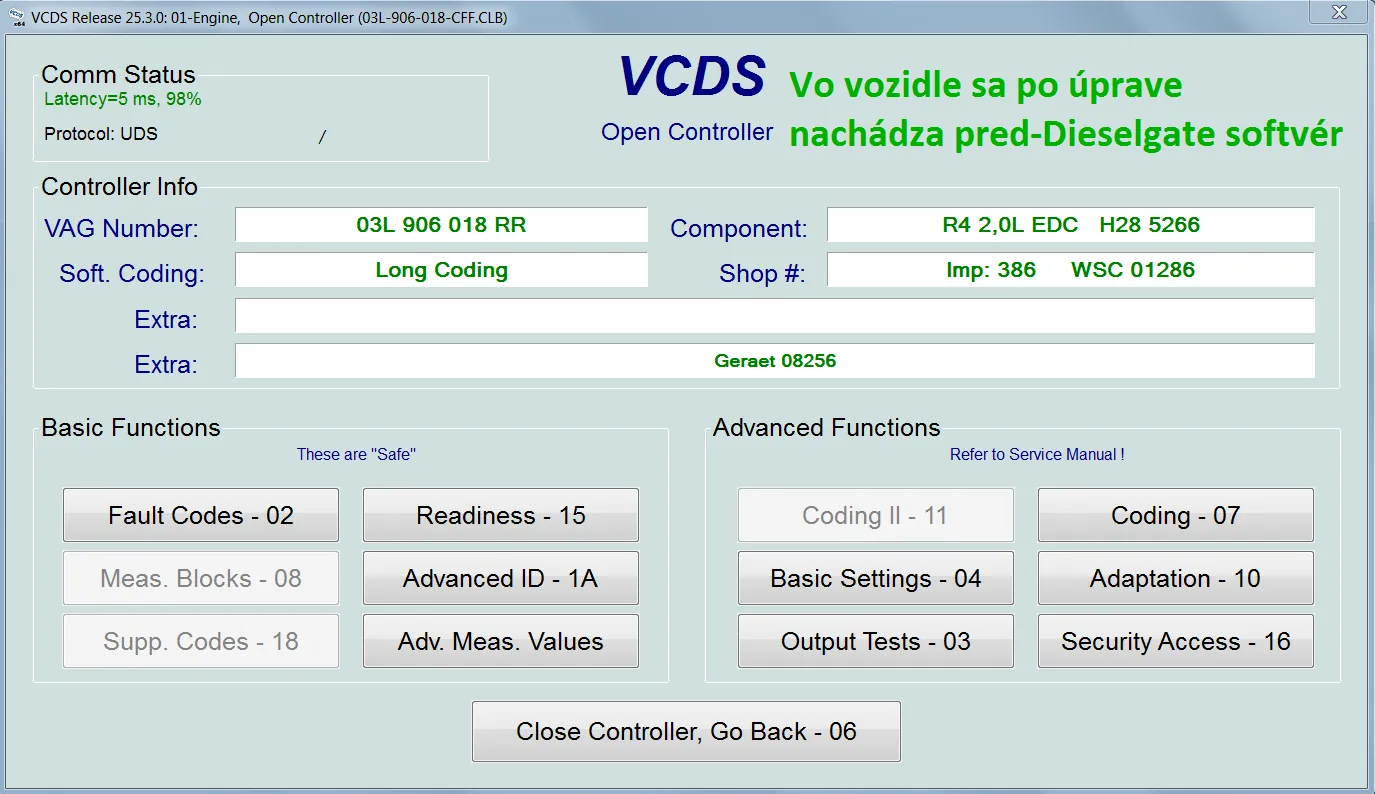 VCDS Release 25.3.0: 01-Engine, Open Controller (03L-906-018-CFF.CLB)
Comm Status
Latency=5 ms, 98%
Protocol: UDS /
VCDS
Open Controller
Vo vozidle sa po úprave
nachádza pred-Dieselgate softvér
Controller Info
VAG Number: 03L 906 018 RR Component: R4 2,0L EDC H28 5266
Soft. Coding: Long Coding Shop #: Imp: 386 WSC 01286
Extra:
Extra: Geraet 08256
Basic Functions
These are "Safe"
Fault Codes - 02 Readiness - 15
Meas. Blocks - 08 Advanced ID - 1A
Supp. Codes - 18 Adv. Meas. Values
Advanced Functions
Refer to Service Manual !
Coding II - 11 Coding - 07
Basic Settings - 04 Adaptation - 10
Output Tests - 03 Security Access - 16
Close Controller, Go Back - 06